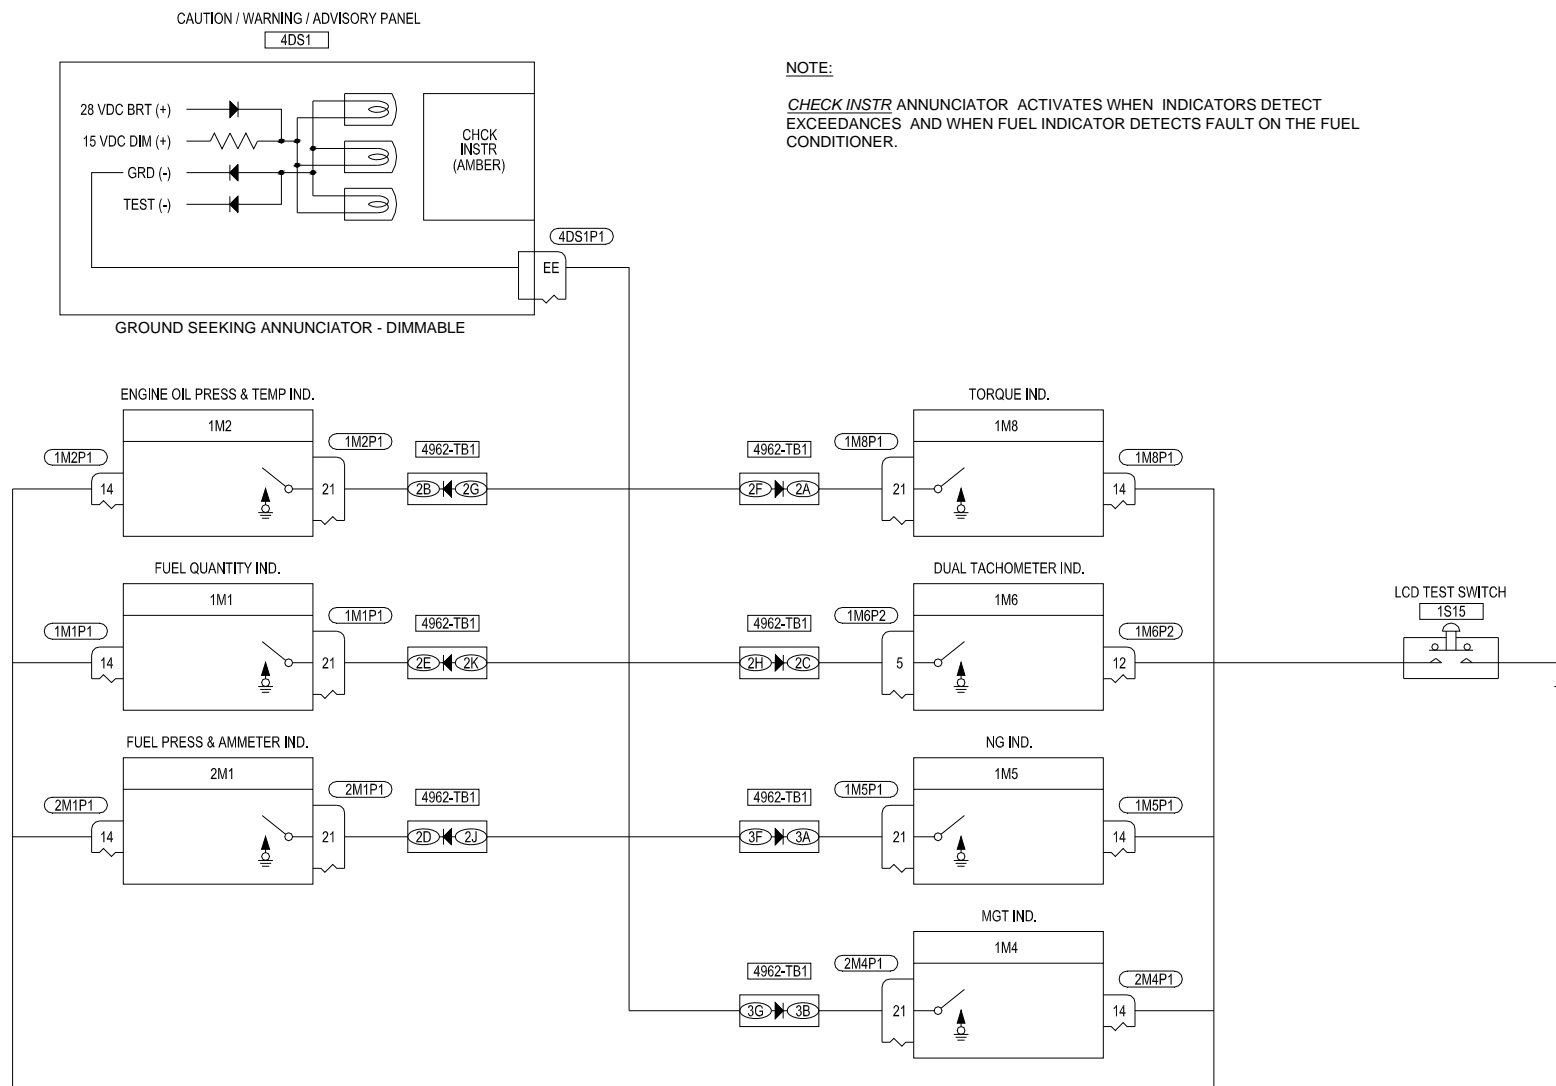 CAUTION / WARNING / ADVISORY PANEL
4DS1
28 VDC BRT (+)
15 VDC DIM (+)
GRD (-)
TEST (-)
CHCK
INSTR
(AMBER)
4DS1P1
EE
GROUND SEEKING ANNUNCIATOR - DIMMABLE
NOTE:
CHECK INSTR ANNUNCIATOR ACTIVATES WHEN INDICATORS DETECT
EXCEEDANCES AND WHEN FUEL INDICATOR DETECTS FAULT ON THE FUEL
CONDITIONER.
ENGINE OIL PRESS & TEMP IND.
1M2
1M2P1
14
1M2P1
21
4962-TB1
2B
2G
TORQUE IND.
1M8
4962-TB1
2F
2A
1M8P1
21
1M8P1
14
FUEL QUANTITY IND.
1M1
1M1P1
14
1M1P1
21
4962-TB1
2E
2K
DUAL TACHOMETER IND.
1M6
4962-TB1
2H
2C
1M6P2
5
1M6P2
12
LCD TEST SWITCH
1S15
FUEL PRESS & AMMETER IND.
2M1
2M1P1
14
2M1P1
21
4962-TB1
2D
2J
NG IND.
1M5
4962-TB1
3F
3A
1M5P1
21
1M5P1
14
MGT IND.
1M4
4962-TB1
3G
3B
2M4P1
21
2M4P1
14